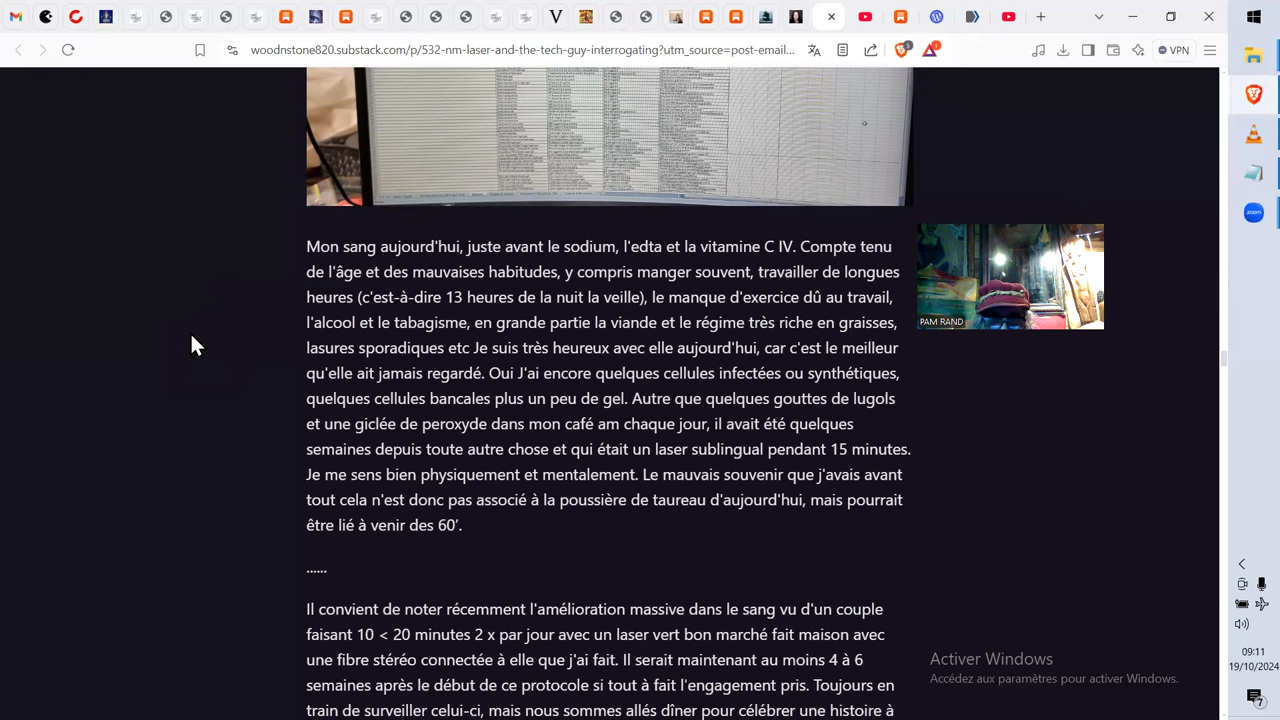 woodnstone820.substack.com/p/532-nm-laser-and-the-tech-guy-interrogating?utm_source=post-email...
5
1
VPN
Mon sang aujourd'hui, juste avant le sodium, l'edta et la vitamine C IV. Compte tenu
de l'âge et des mauvaises habitudes, y compris manger souvent, travailler de longues
heures (c'est-à-dire 13 heures de la nuit la veille), le manque d'exercice dû au travail,
l'alcool et le tabagisme, en grande partie la viande et le régime très riche en graisses,
lasures sporadiques etc Je suis très heureux avec elle aujourd'hui, car c'est le meilleur
qu'elle ait jamais regardé. Oui J'ai encore quelques cellules infectées ou synthétiques,
quelques cellules bancales plus un peu de gel. Autre que quelques gouttes de lugols
et une giclée de peroxyde dans mon café am chaque jour, il avait été quelques
semaines depuis toute autre chose et qui était un laser sublingual pendant 15 minutes.
Je me sens bien physiquement et mentalement. Le mauvais souvenir que j'avais avant
tout cela n'est donc pas associé à la poussière de taureau d'aujourd'hui, mais pourrait
être lié à venir des 60′.
......
Il convient de noter récemment l'amélioration massive dans le sang vu d'un couple
faisant 10 < 20 minutes 2 x par jour avec un laser vert bon marché fait maison avec
une fibre stéréo connectée à elle que j'ai fait. Il serait maintenant au moins 4 à 6
semaines après le début de ce protocole si tout à fait l'engagement pris. Toujours en
train de surveiller celui-ci, mais nous sommes allés dîner pour célébrer une histoire à
PAM RAND
Activer Windows
Accédez aux paramètres pour activer Windows.
zoom
09:11
19/10/2024
7